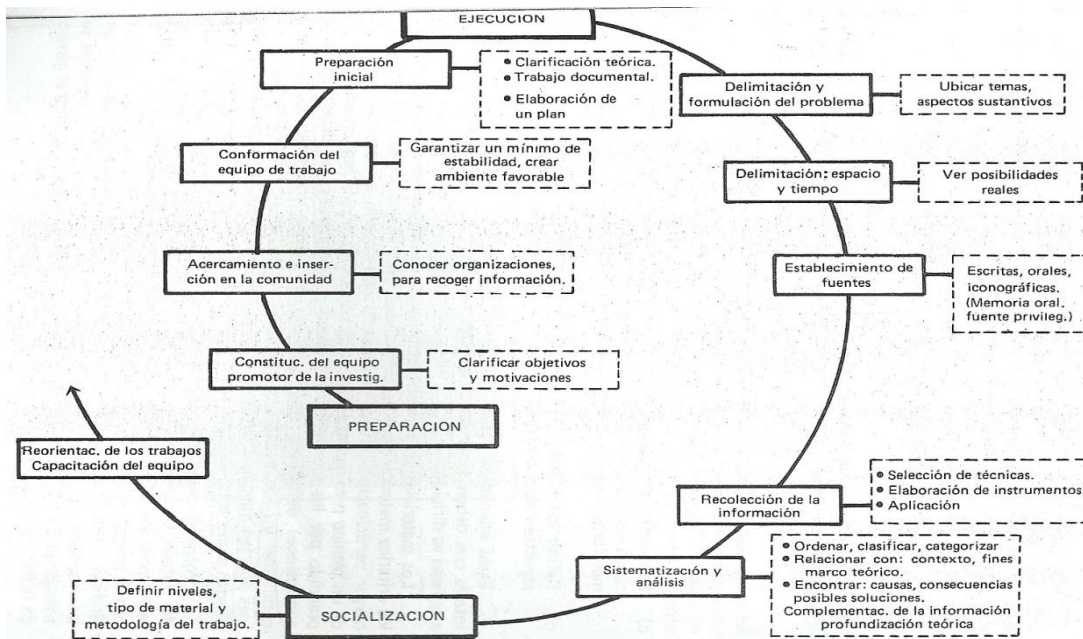 EJECUCION
Preparación
inicial
• Clarificación teórica.
• Trabajo documental.
• Elaboración de
un plan
Conformación del
equipo de trabajo
Garantizar un mínimo de
estabilidad, crear
ambiente favorable
Acercamiento e inser-
ción en la comunidad
Conocer organizaciones,
para recoger información.
Constituc. del equipo
promotor de la investig.
Clarificar objetivos
y motivaciones
PREPARACION
Delimitación y
formulación del problema
Ubicar temas,
aspectos sustantivos
Delimitación: espacio
y tiempo
Ver posibilidades
reales
Establecimiento de
fuentes
Escritas, orales,
iconográficas.
(Memoria oral.
fuente privileg.)
Recolección de la
información
• Selección de técnicas.
• Elaboración de instrumentos
• Aplicación
Sistematización y
análisis
• Ordenar, clasificar, categorizar
• Relacionar con: contexto, fines
marco teórico.
• Encontrar: causas, consecuencias
posibles soluciones.
Complementac. de la información
profundización teórica
SOCIALIZACION
Definir niveles,
tipo de material y
metodología del trabajo.
Reorientac. de los trabajos
Capacitación del equipo